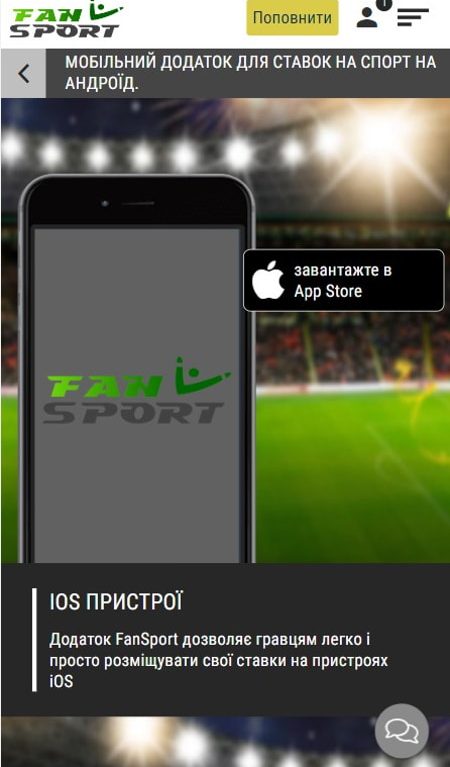 FAN
SPORT
Поповнити
МОБІЛЬНИЙ ДОДАТОК ДЛЯ СТАВОК НА СПОРТ НА
АНДРОЇД.
завантажте в
App Store
FAN
SPORT
IOS ПРИСТРОЇ
Додаток FanSport дозволяє гравцям легко і
просто розміщувати свої ставки на пристроях
iOS